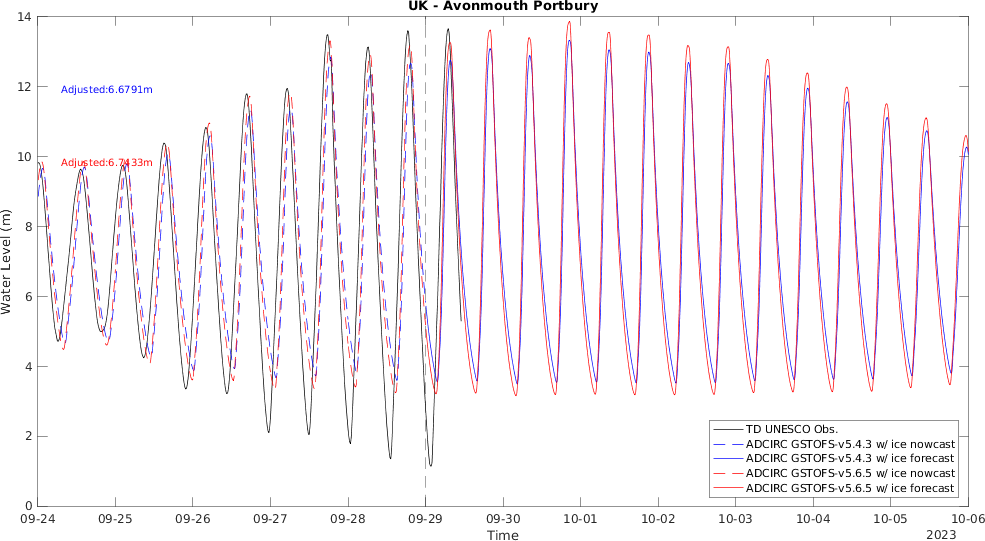 UK - Avonmouth Portbury
14
12
10
8
6
4
2
0
Water Level (m)
Adjusted:6.6791m
Adjusted:6.7433m
TD UNESCO Obs.
ADCIRC GSTOFS-v5.4.3 w/ ice nowcast
ADCIRC GSTOFS-v5.4.3 w/ ice forecast
ADCIRC GSTOFS-v5.6.5 w/ ice nowcast
ADCIRC GSTOFS-v5.6.5 w/ ice forecast
09-24 09-25 09-26 09-27 09-28 09-29 09-30 10-01 10-02 10-03 10-04 10-05 10-06
Time
2023